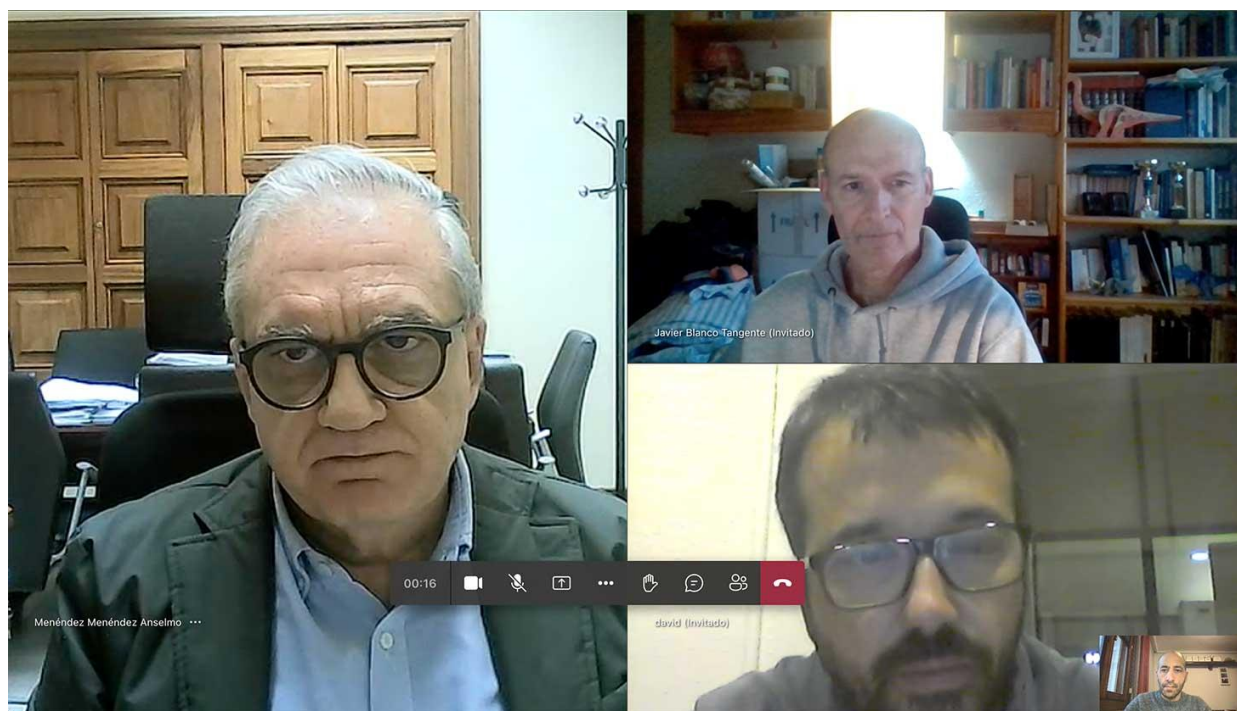 Javier Blanco Tangente (Invitado)
00:16
Menéndez Menéndez Anselmo ···
david (Invitado)